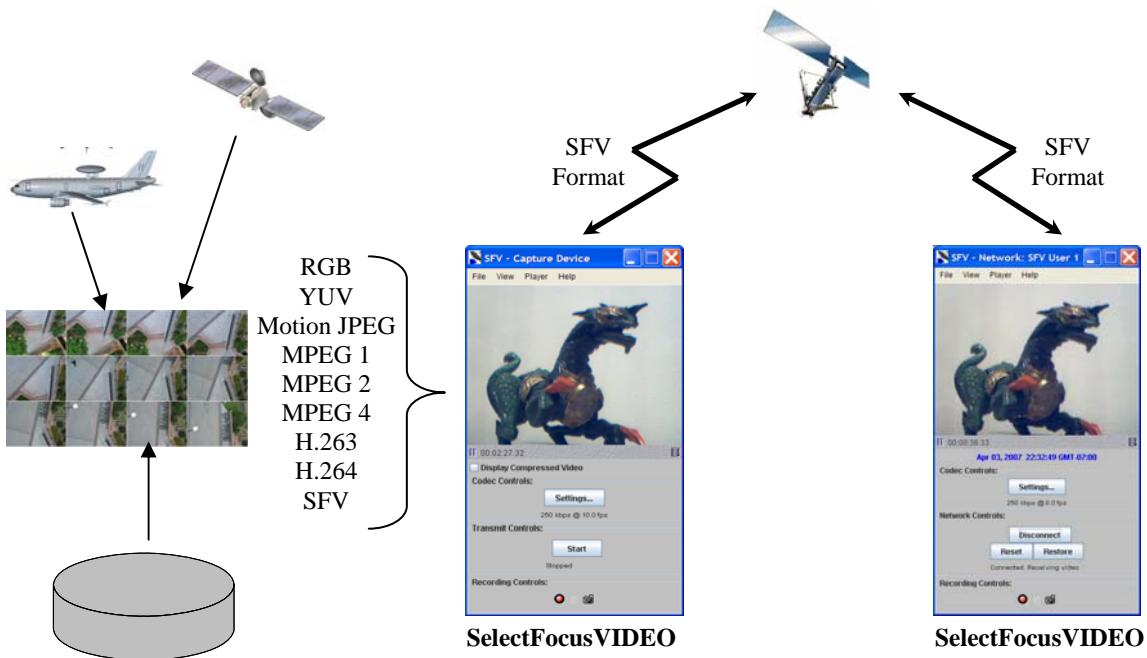 SFV
Format
SFV
Format
RGB
YUV
Motion JPEG
MPEG 1
MPEG 2
MPEG 4
H.263
H.264
SFV
SFV - Capture Device
File View Player Help
00:02:27.32
Display Compressed Video
Codec Controls:
Settings...
250 kbps @ 10.0 fps
Transmit Controls:
Start
Stopped
Recording Controls:
SelectFocusVIDEO
SFV - Network: SFV User 1
File View Player Help
00:00:38.33
Apr 03, 2007 22:32:49 GMT-07:00
Codec Controls:
Settings...
250 kbps @ 8.0 fps
Network Controls:
Disconnect
Reset Restore
Connected. Receiving video
Recording Controls:
SelectFocusVIDEO